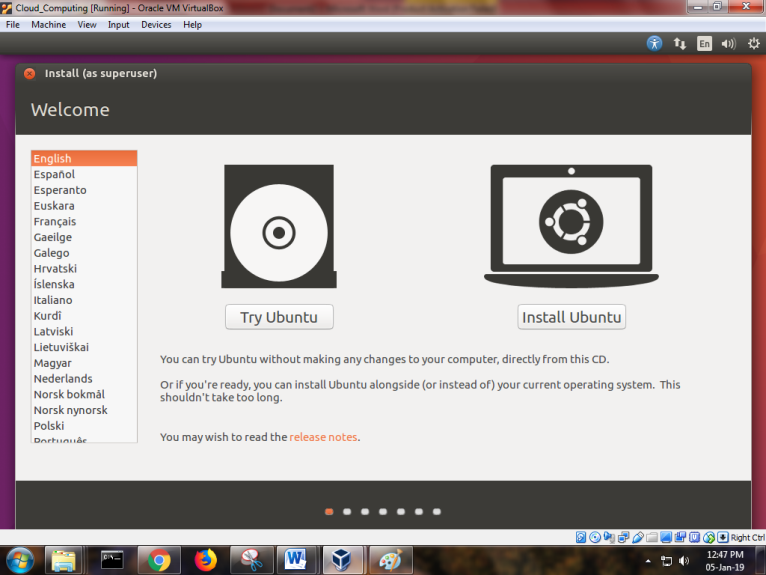 Cloud_Computing [Running] - Oracle VM VirtualBox
File Machine View Input Devices Help
En
Install (as superuser)
Welcome
English
Español
Esperanto
Euskara
Français
Gaeilge
Galego
Hrvatski
Íslenska
Italiano
Kurdî
Latviski
Lietuviškai
Magyar
Nederlands
Norsk bokmål
Norsk nynorsk
Polski
Português
Try Ubuntu
Install Ubuntu
You can try Ubuntu without making any changes to your computer, directly from this CD.
Or if you're ready, you can install Ubuntu alongside (or instead of) your current operating system. This
shouldn't take too long.
You may wish to read the release notes.
Right Ctrl
12:47 PM
05-Jan-19